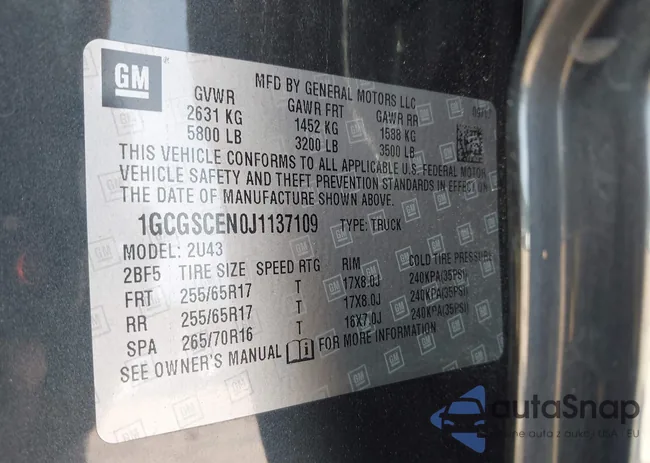 GM
MFD BY GENERAL MOTORS LLC
GVWR GAWR FRT GAWR RR
2631 KG 1452 KG 1588 KG
5800 LB 3200 LB 3500 LB
THIS VEHICLE CONFORMS TO ALL APPLICABLE U.S. FEDERAL MOTOR
VEHICLE SAFETY AND THEFT PREVENTION STANDARDS IN EFFECT ON
THE DATE OF MANUFACTURE SHOWN ABOVE.
1GCGSCEN0J1137109 TYPE: TRUCK
MODEL: 2U43
2BF5 TIRE SIZE SPEED RTG RIM COLD TIRE PRESSURE
FRT 255/65R17 T 17X8.0J 240KPA(35PSI)
RR 255/65R17 T 17X8.0J 240KPA(35PSI)
SPA 265/70R16 T 16X7.0J 240KPA(35PSI)
SEE OWNER'S MANUAL FOR MORE INFORMATION
autoSnap